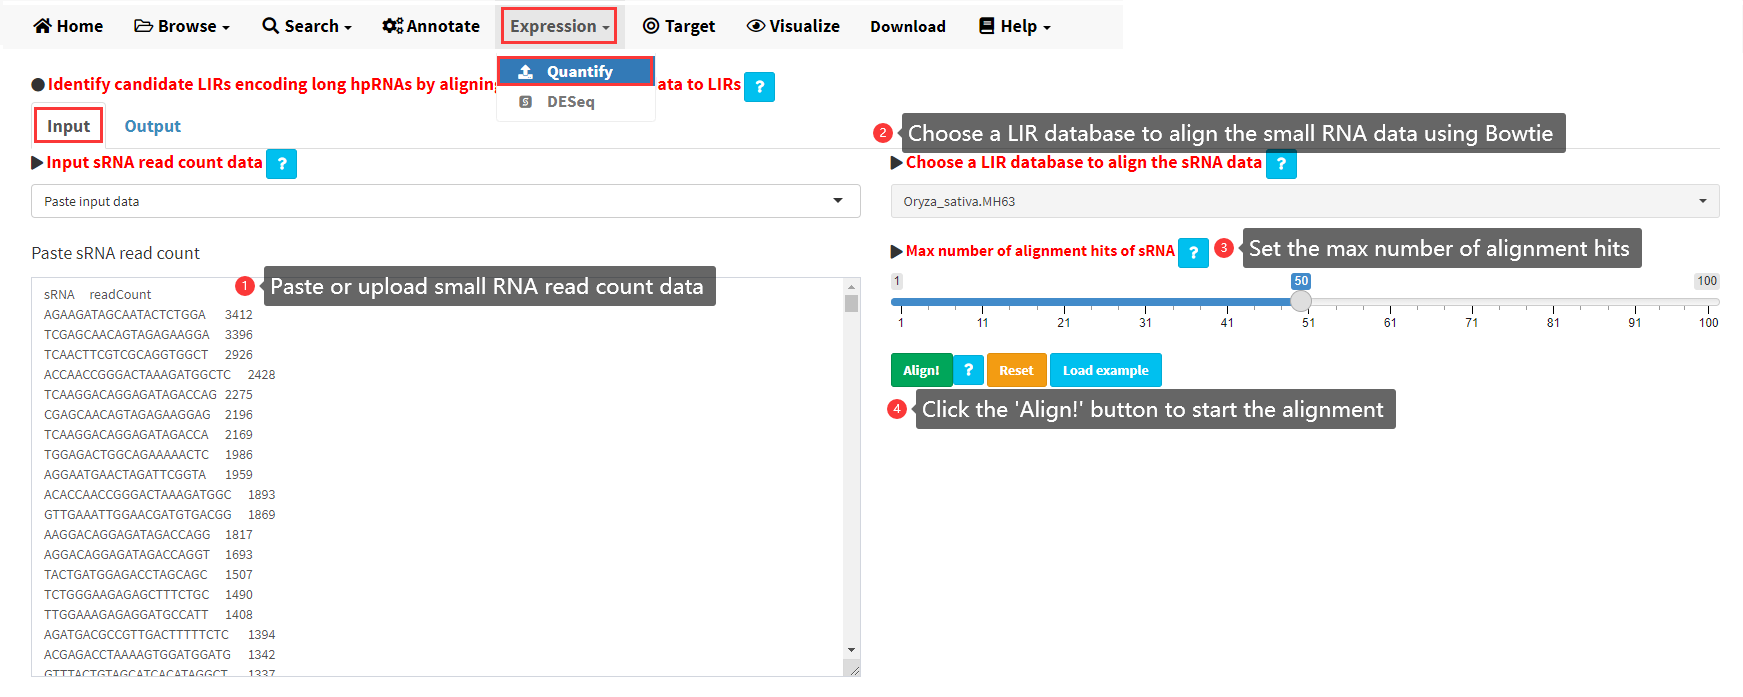 Home Browse Search Annotate Expression Target Visualize Download Help
Quantify
DESeq
Identify candidate LIRs encoding long hpRNAs by aligning ata to LIRs ?
Input Output
2 Choose a LIR database to align the small RNA data using Bowtie
Input sRNA read count data ?
Paste input data
Paste sRNA read count
1 Paste or upload small RNA read count data
sRNA readCount
AGAAGATAGCAATACTCTGGA 3412
TCGAGCAACAGTAGAGAAGGA 3396
TCAACTTCGTCGCAGGTGGCT 2926
ACCAACCGGGACTAAAGATGGCTC 2428
TCAAGGACAGGAGATAGACCAG 2275
CGAGCAACAGTAGAGAAGGAG 2196
TCAAGGACAGGAGATAGACCA 2169
TGGAGACTGGCAGAAAAACTC 1986
AGGAATGAACTAGATTCGGTA 1959
ACACCAACCGGGACTAAAGATGGC 1893
GTTGAAATTGGAACGATGTGACGG 1869
AAGGACAGGAGATAGACCAGG 1817
AGGACAGGAGATAGACCAGGT 1693
TACTGATGGAGACCTAGCAGC 1507
TCTGGGAAGAGAGCTTTCTGC 1490
TTGGAAAGAGAGGATGCCATT 1408
AGATGACGCCGTTGACTTTTTCTC 1394
ACGAGACCTAAAAGTGGATGGATG 1342
GTTTACTGTAGCATCACATAGGCT 1337
Choose a LIR database to align the sRNA data ?
Oryza_sativa.MH63
Max number of alignment hits of sRNA ?
3 Set the max number of alignment hits
1 50 100
1 11 21 31 41 51 61 71 81 91 100
Align! ? Reset Load example
4 Click the 'Align!' button to start the alignment